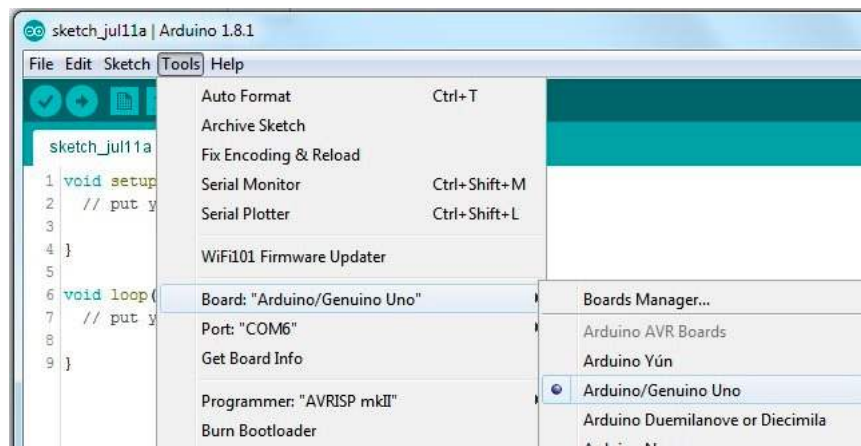 sketch_jul11a | Arduino 1.8.1
File Edit Sketch Tools Help
sketch_jul11a
1 void setup
2 // put y
3
4 }
5
6 void loop(
7 // put y
8
9 }
Auto Format Ctrl+T
Archive Sketch
Fix Encoding & Reload
Serial Monitor Ctrl+Shift+M
Serial Plotter Ctrl+Shift+L
WiFi101 Firmware Updater
Board: "Arduino/Genuino Uno"
Port: "COM6"
Get Board Info
Programmer: "AVRISP mkII"
Burn Bootloader
Boards Manager...
Arduino AVR Boards
Arduino Yún
Arduino/Genuino Uno
Arduino Duemilanove or Diecimila